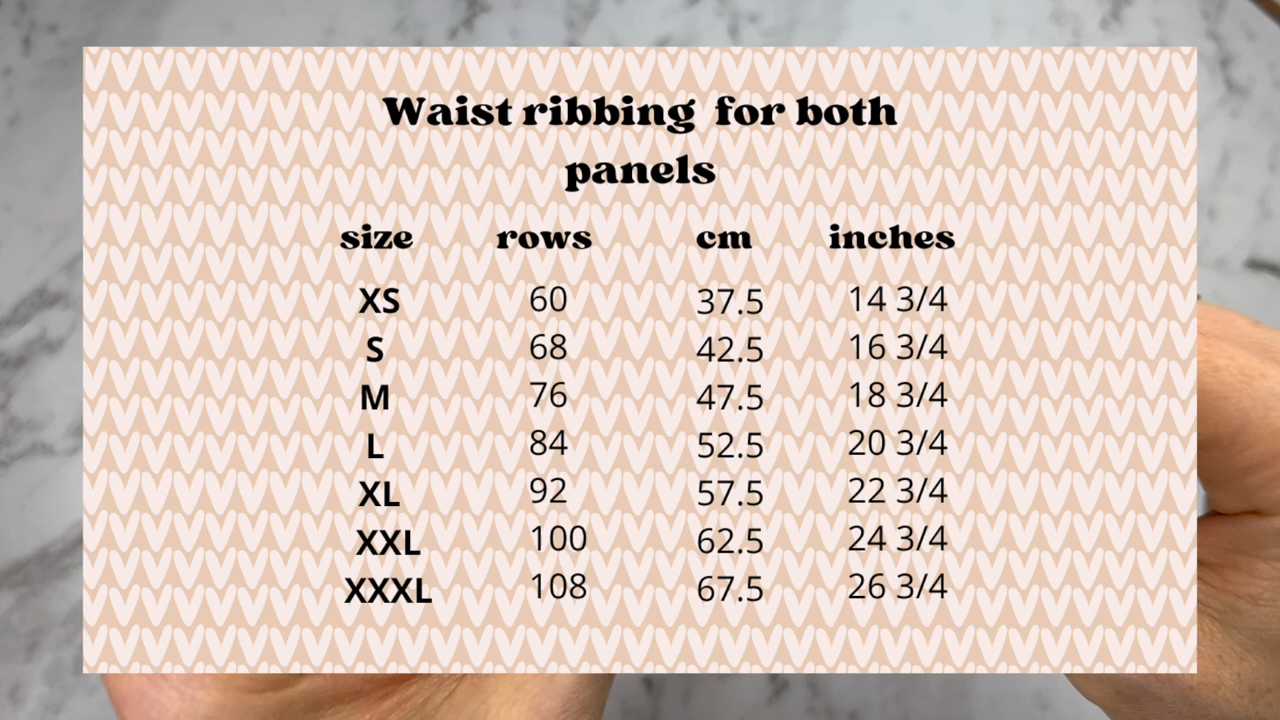 Waist ribbing for both
panels
size rows cm inches
XS 60 37.5 14 3/4
S 68 42.5 16 3/4
M 76 47.5 18 3/4
L 84 52.5 20 3/4
XL 92 57.5 22 3/4
XXL 100 62.5 24 3/4
XXXL 108 67.5 26 3/4